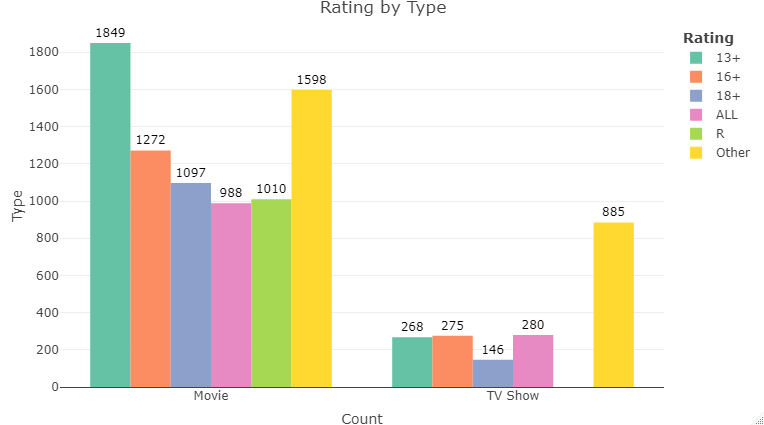 Rating by Type
Rating
13+
16+
18+
ALL
R
Other
Type
1800
1600
1400
1200
1000
800
600
400
200
0
1849
1272
1097
988
1010
1598
268
275
146
280
885
Movie
TV Show
Count